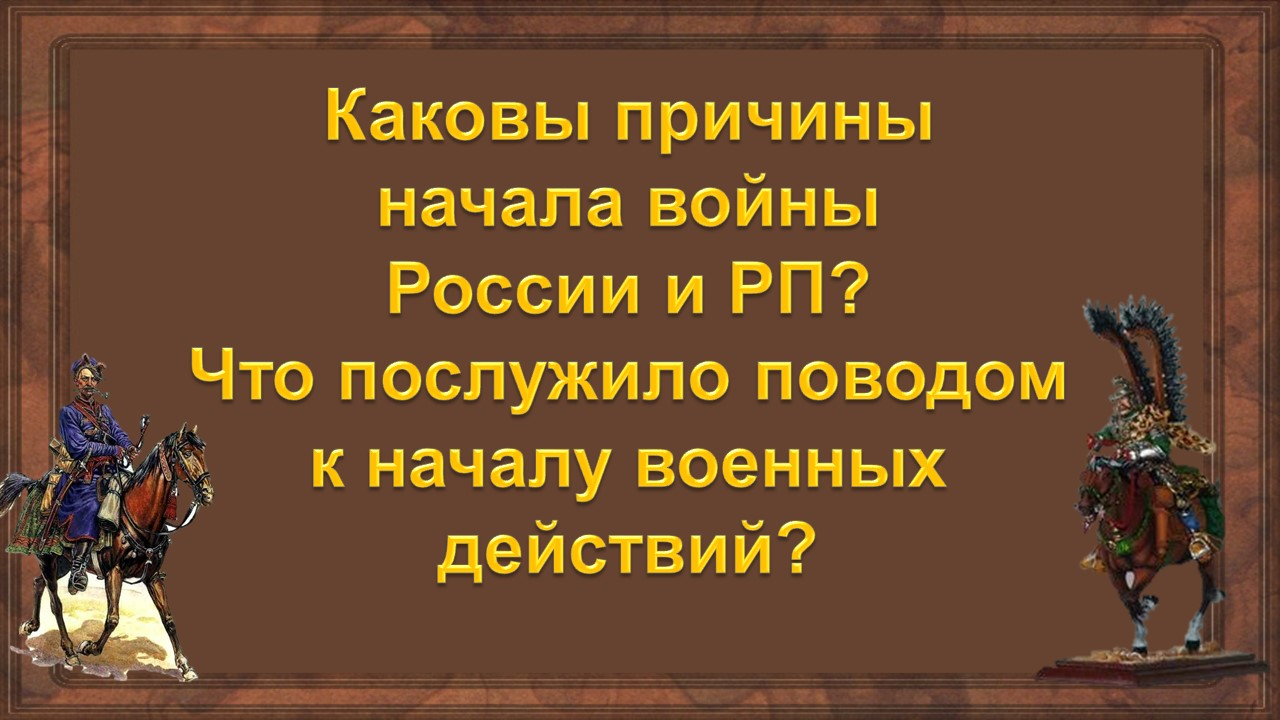 Каковы причины
начала войны
России и РП?
Что послужило поводом
к началу военных
действий?